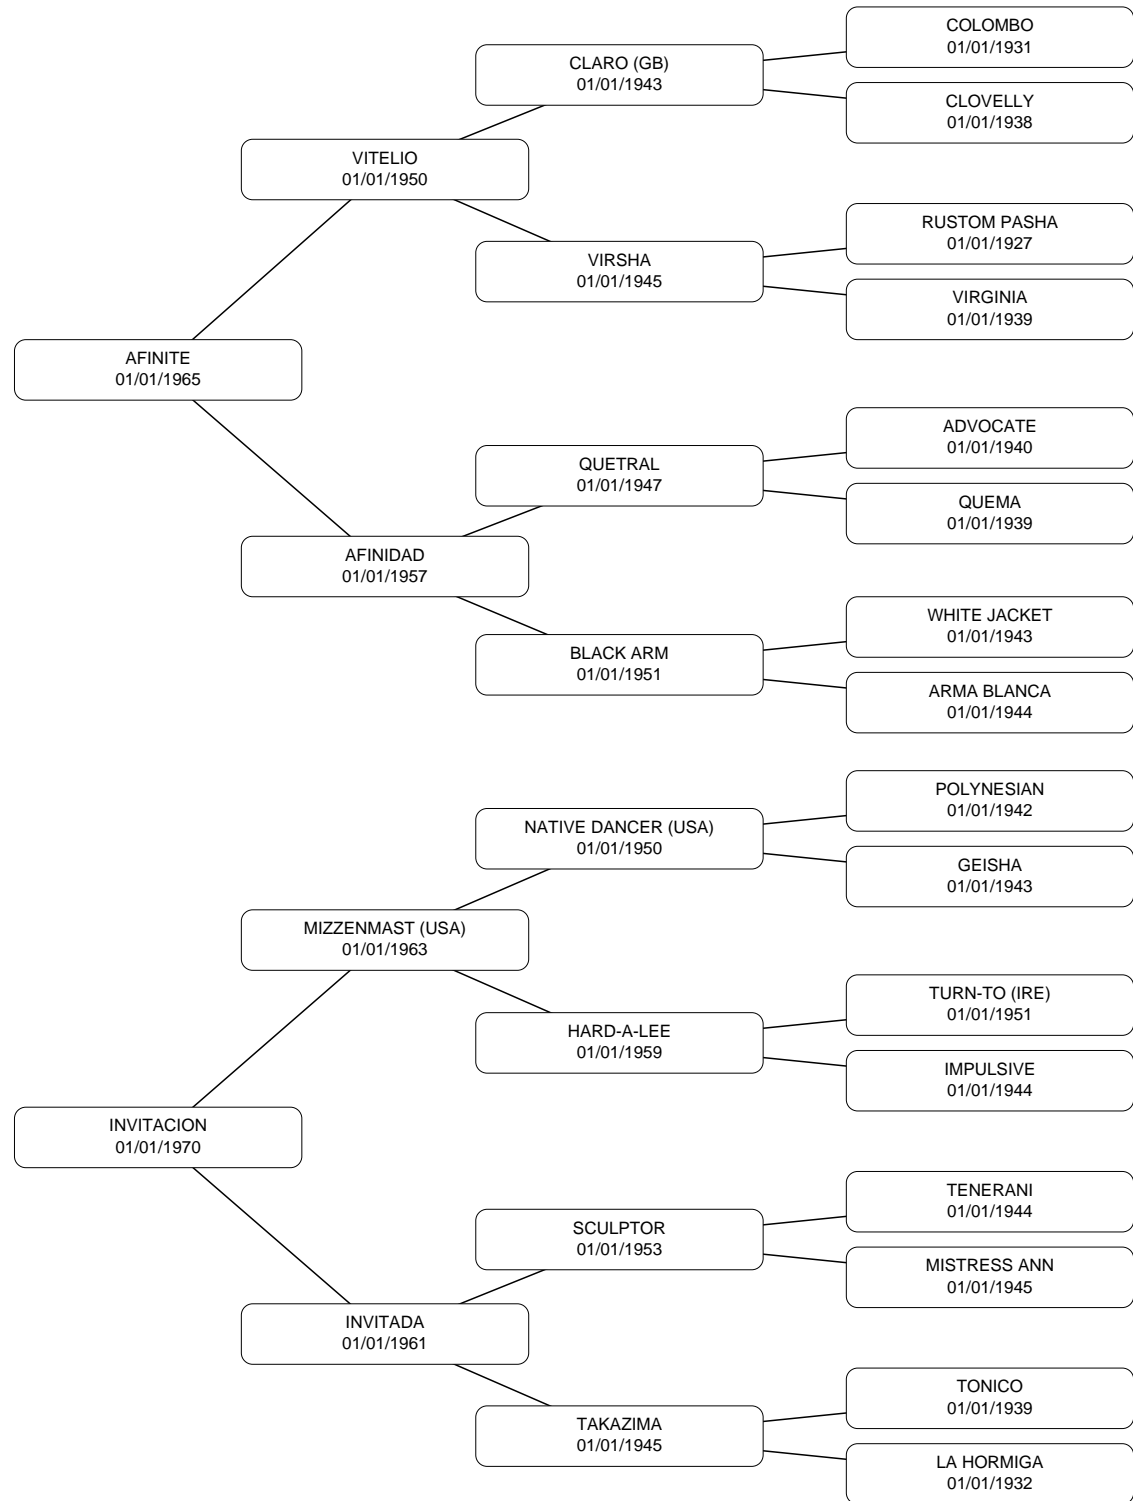 COLOMBO
01/01/1931
CLARO (GB)
01/01/1943
CLOVELLY
01/01/1938
VITELIO
01/01/1950
RUSTOM PASHA
01/01/1927
VIRSHA
01/01/1945
VIRGINIA
01/01/1939
AFINITE
01/01/1965
ADVOCATE
01/01/1940
QUETRAL
01/01/1947
QUEMA
01/01/1939
AFINIDAD
01/01/1957
WHITE JACKET
01/01/1943
BLACK ARM
01/01/1951
ARMA BLANCA
01/01/1944
POLYNESIAN
01/01/1942
NATIVE DANCER (USA)
01/01/1950
GEISHA
01/01/1943
MIZZENMAST (USA)
01/01/1963
TURN-TO (IRE)
01/01/1951
HARD-A-LEE
01/01/1959
IMPULSIVE
01/01/1944
INVITACION
01/01/1970
TENERANI
01/01/1944
SCULPTOR
01/01/1953
MISTRESS ANN
01/01/1945
INVITADA
01/01/1961
TONICO
01/01/1939
TAKAZIMA
01/01/1945
LA HORMIGA
01/01/1932